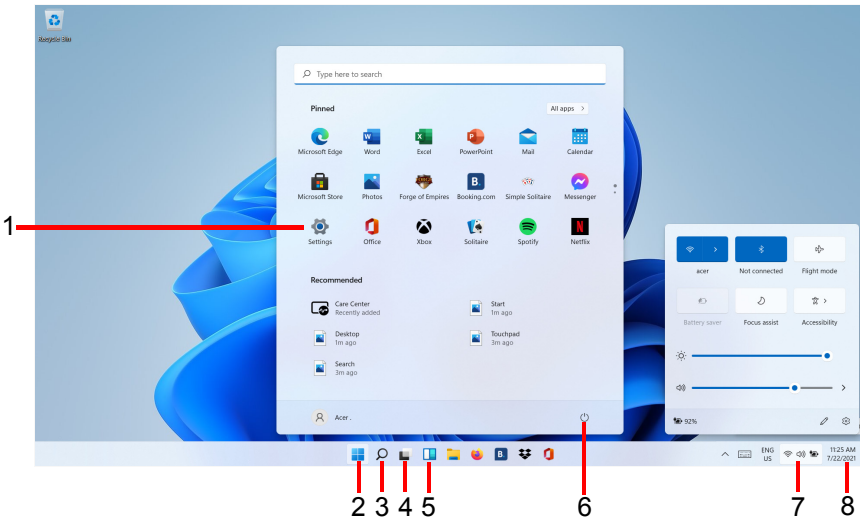 Recycle Bin
Type here to search
Pinned
All apps >
Microsoft Edge Word Excel PowerPoint Mail Calendar
Microsoft Store Photos Forge of Empires Booking.com Simple Solitaire Messenger
1
Settings Office Xbox Solitaire Spotify Netflix
acer Not connected Flight mode
Recommended
Care Center
Recently added
Start
1m ago
Battery saver Focus assist Accessibility
Desktop
1m ago
Touchpad
3m ago
Search
3m ago
Acer .
92%
ENG
US
11:25 AM
7/22/2021
2 3 4 5 6 7 8